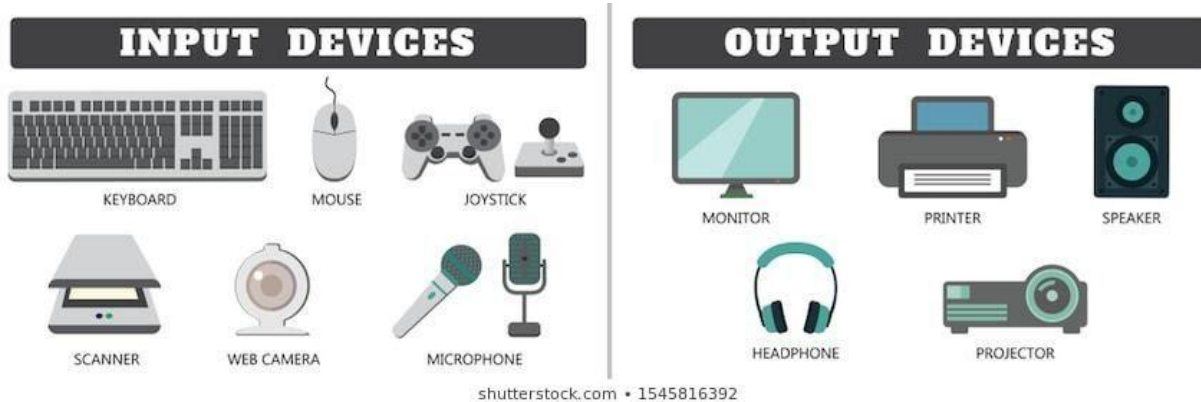 INPUT DEVICES
KEYBOARD
MOUSE
JOYSTICK
SCANNER
WEB CAMERA
MICROPHONE
OUTPUT DEVICES
MONITOR
PRINTER
SPEAKER
HEADPHONE
PROJECTOR
shutterstock.com • 1545816392